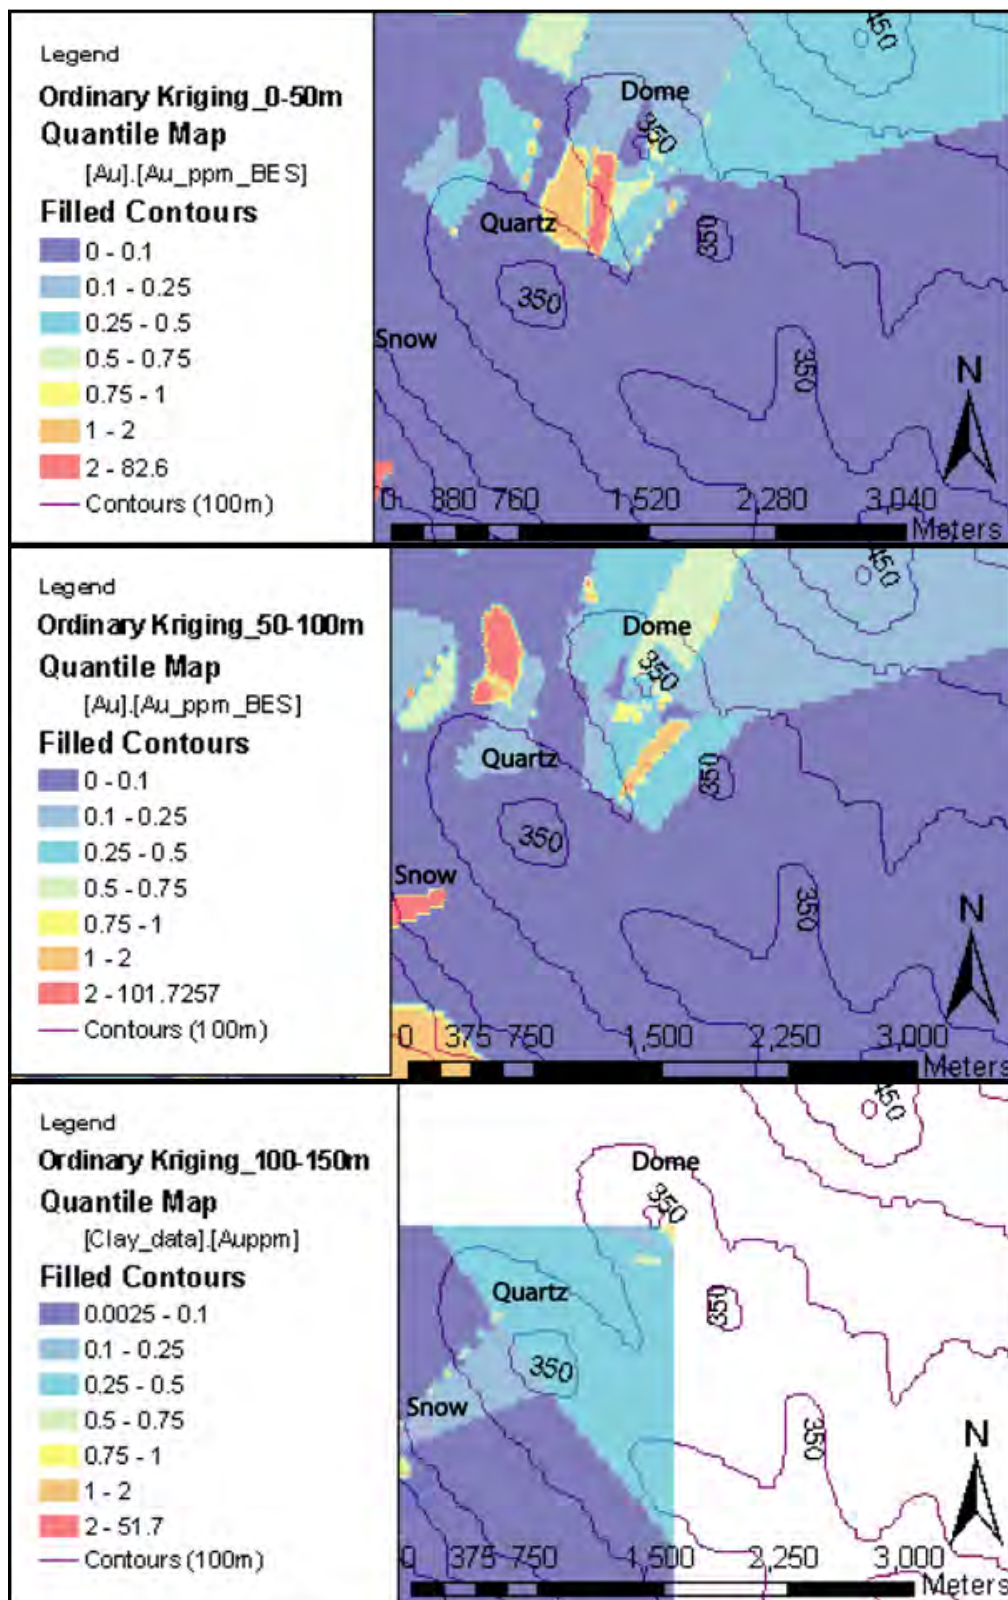 Legend
Ordinary Kriging_0-50m
Quantile Map
[Au].[Au_ppm_BES]
Filled Contours
0 - 0.1
0.1 - 0.25
0.25 - 0.5
0.5 - 0.75
0.75 - 1
1 - 2
2 - 82.6
Contours (100m)
450
Dome
350
Quartz
350
350
Snow
350
N
0 380 760 1,520 2,280 3,040
Meters
Legend
Ordinary Kriging_50-100m
Quantile Map
[Au].[Au_ppm_BES]
Filled Contours
0 - 0.1
0.1 - 0.25
0.25 - 0.5
0.5 - 0.75
0.75 - 1
1 - 2
2 - 101.7257
Contours (100m)
450
Dome
350
Quartz
350
350
Snow
350
N
0 375 750 1,500 2,250 3,000
Meters
Legend
Ordinary Kriging_100-150m
Quantile Map
[Clay_data].[Auppm]
Filled Contours
0.0025 - 0.1
0.1 - 0.25
0.25 - 0.5
0.5 - 0.75
0.75 - 1
1 - 2
2 - 51.7
Contours (100m)
450
Dome
350
Quartz
350
350
Snow
350
N
0 375 750 1,500 2,250 3,000
Meters